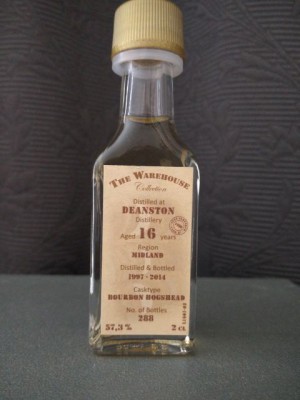 THE WAREHOUSE
Collection
Distilled at
DEANSTON
Distillery
Aged 16 years
Region
MIDLAND
Distilled & Bottled
1997 - 2014
Casktype
BOURBON HOGSHEAD
No. of Bottles
288
57,3 % 2 cl